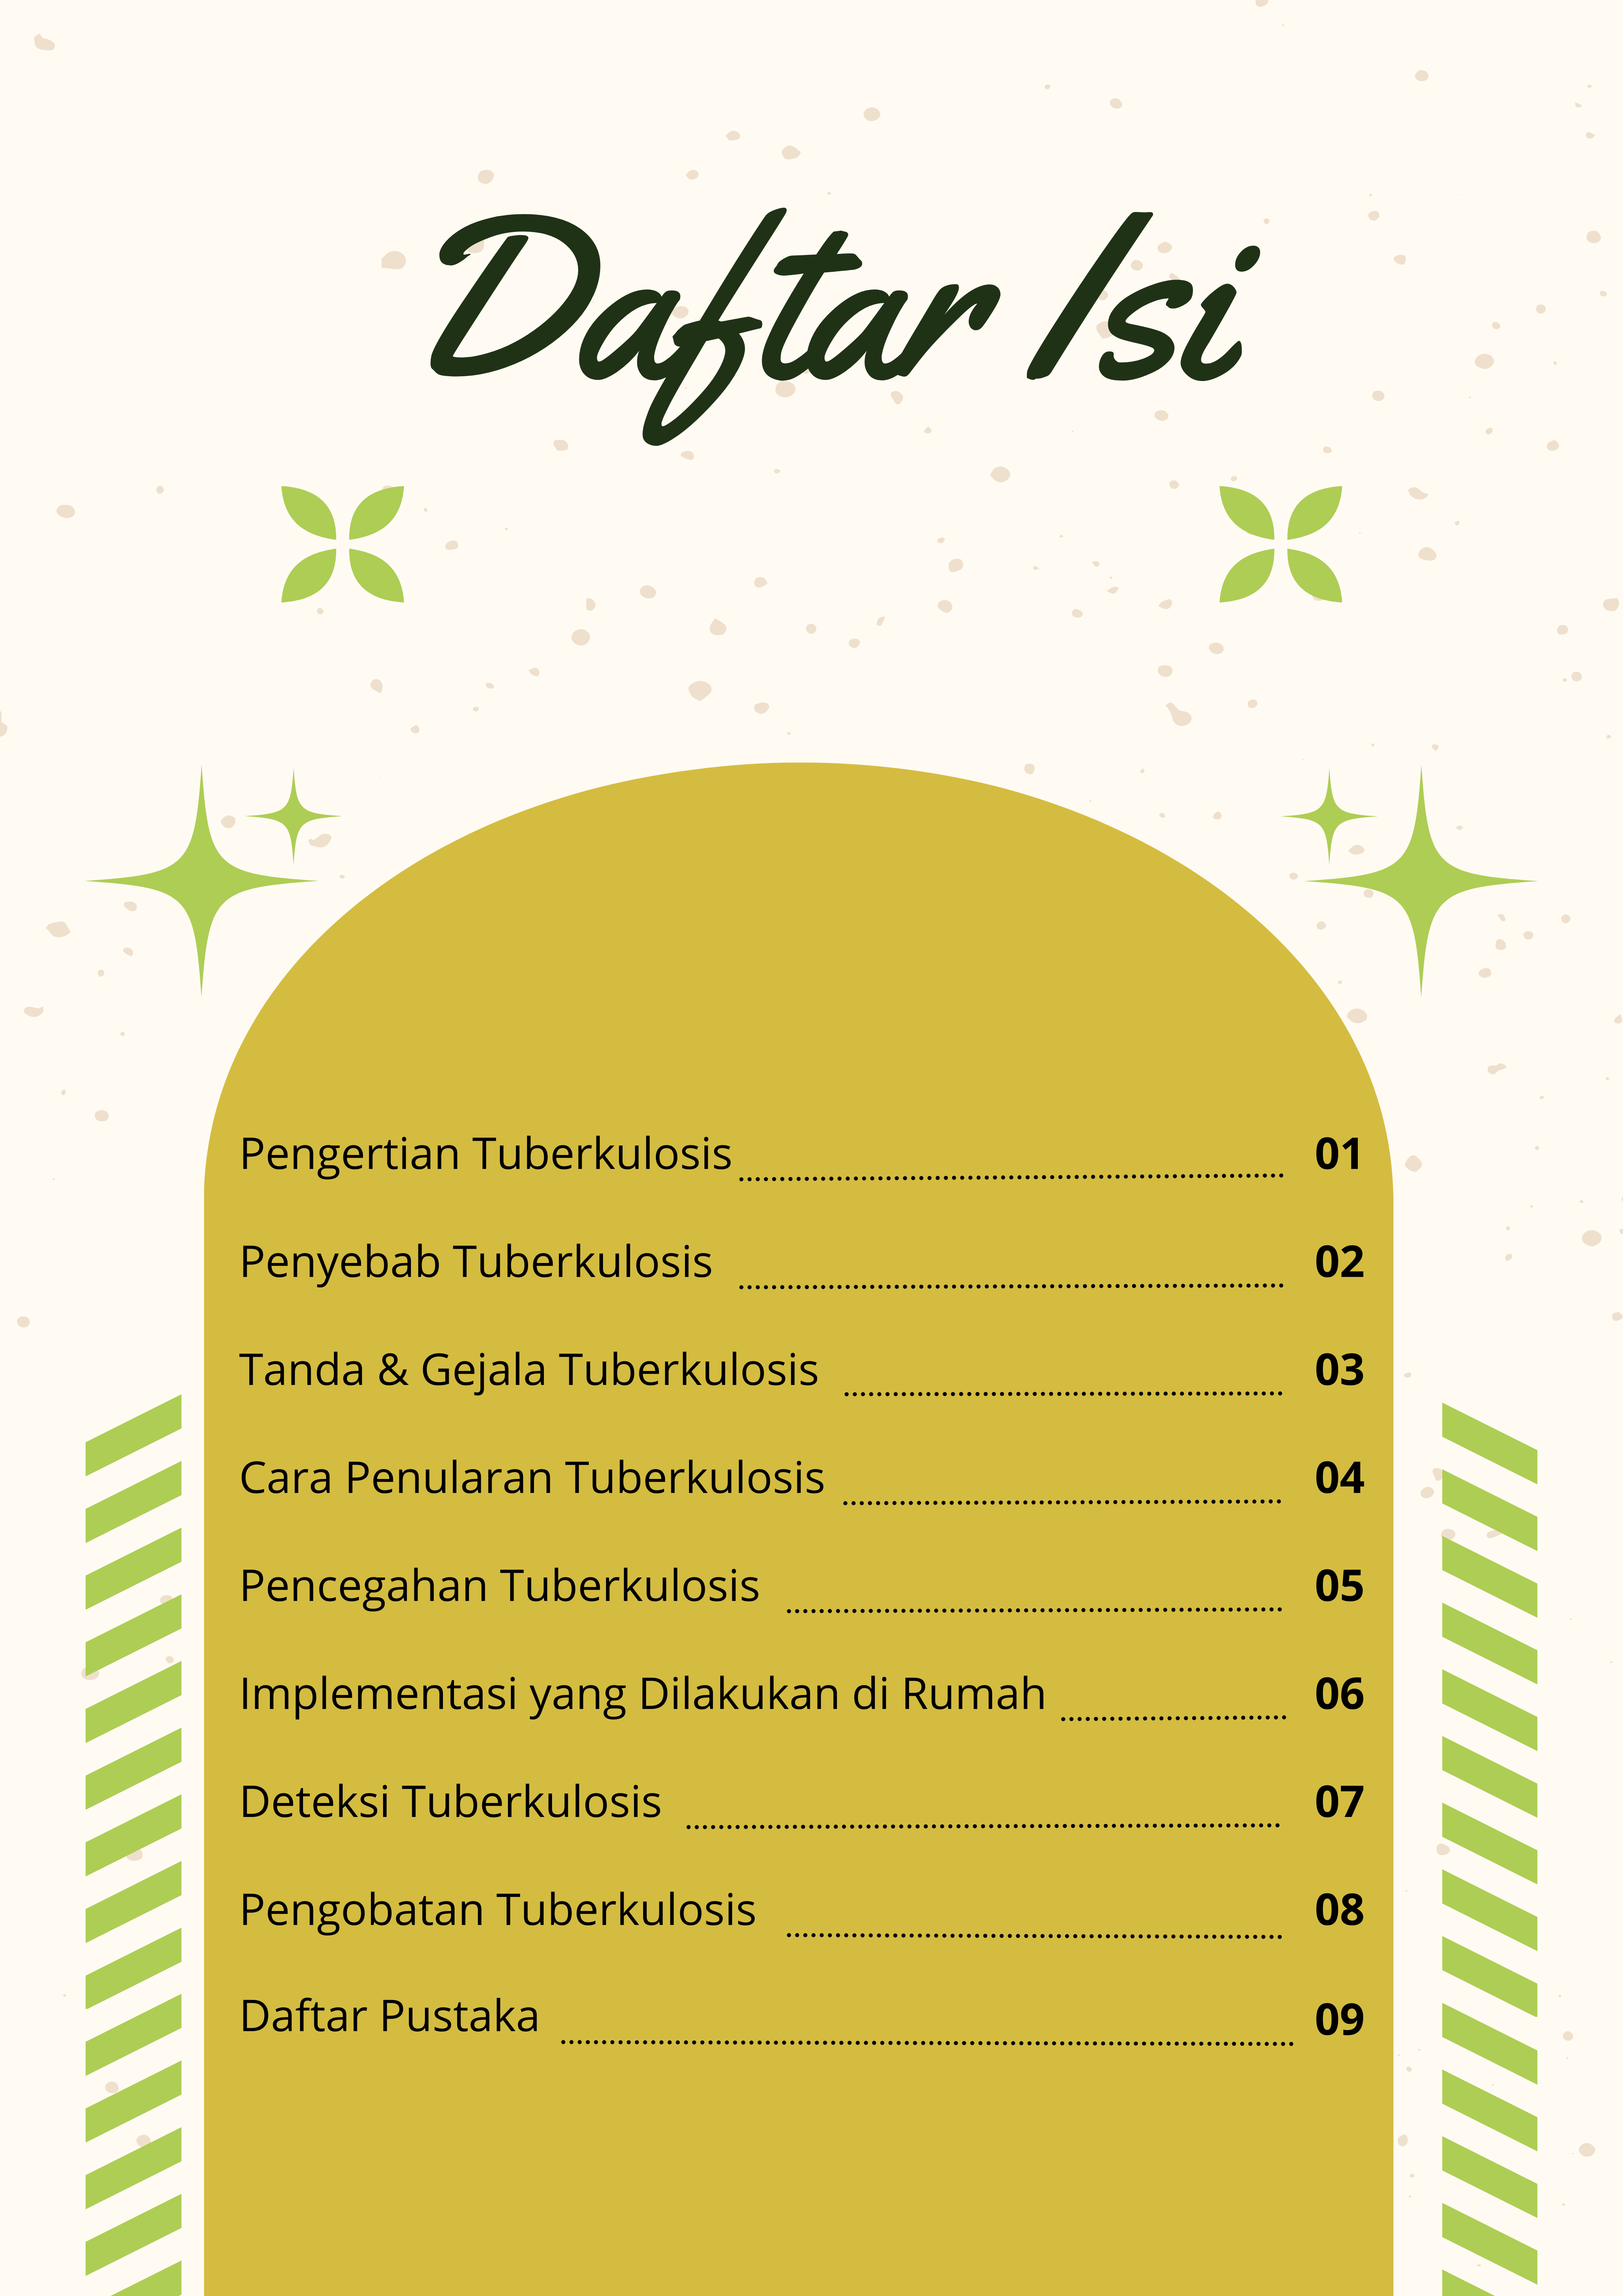 Daftar Isi
Pengertian Tuberkulosis 01
Penyebab Tuberkulosis 02
Tanda & Gejala Tuberkulosis 03
Cara Penularan Tuberkulosis 04
Pencegahan Tuberkulosis 05
Implementasi yang Dilakukan di Rumah 06
Deteksi Tuberkulosis 07
Pengobatan Tuberkulosis 08
Daftar Pustaka 09